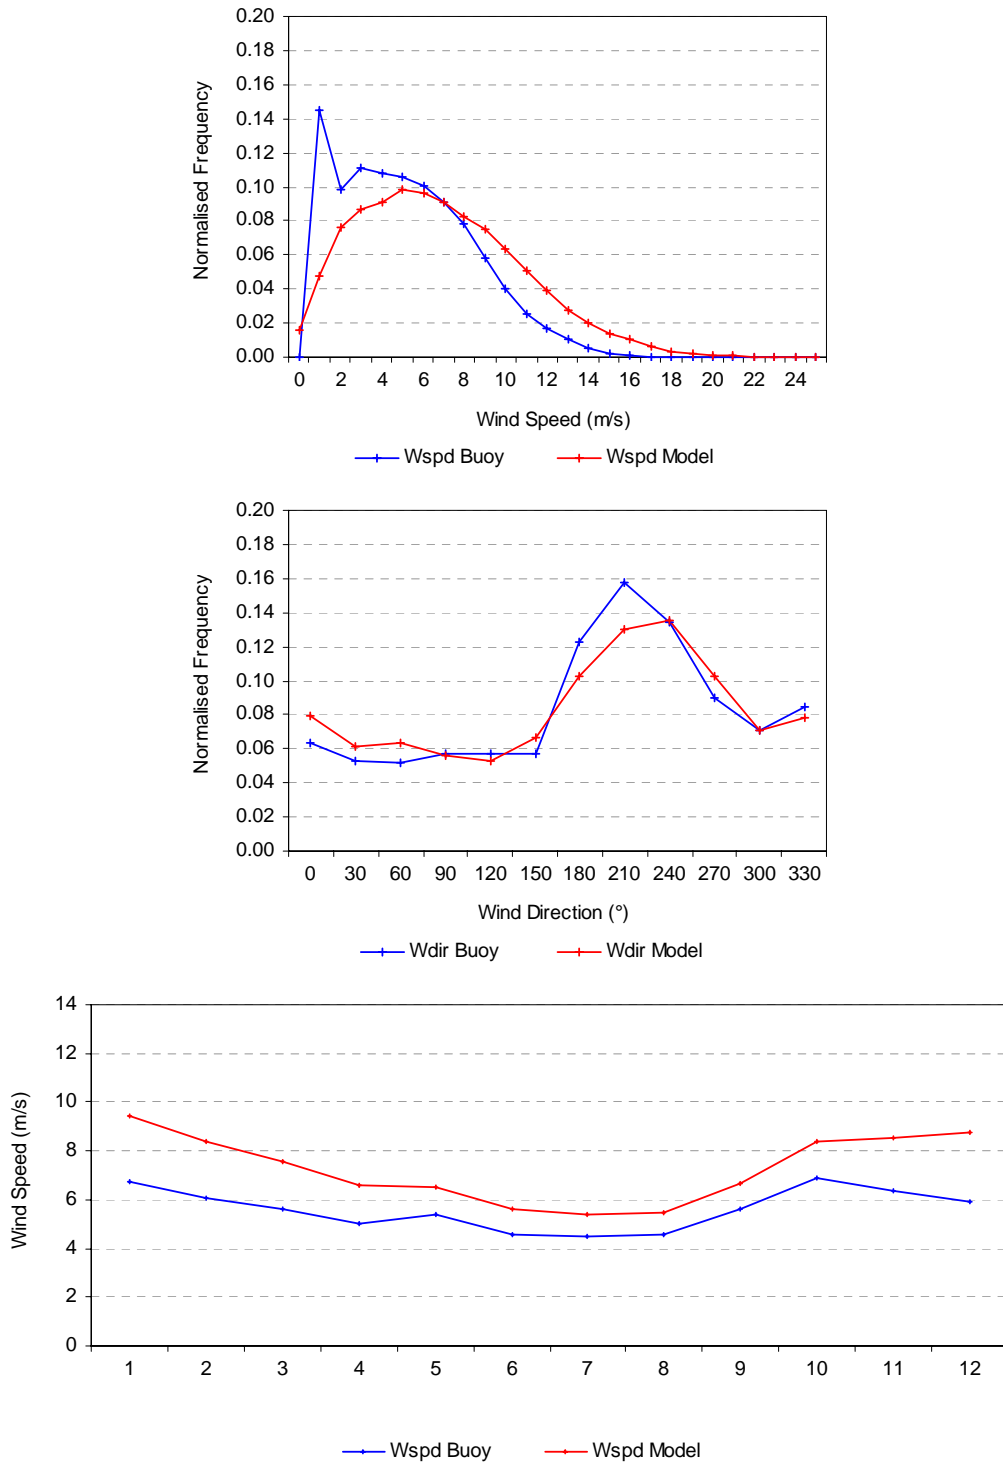 0.20
0.18
0.16
0.14
0.12
0.10
0.08
0.06
0.04
0.02
0.00
Normalised Frequency
0 2 4 6 8 10 12 14 16 18 20 22 24
Wind Speed (m/s)
Wspd Buoy Wspd Model
0.20
0.18
0.16
0.14
0.12
0.10
0.08
0.06
0.04
0.02
0.00
Normalised Frequency
0 30 60 90 120 150 180 210 240 270 300 330
Wind Direction (°)
Wdir Buoy Wdir Model
14
12
10
8
6
4
2
0
Wind Speed (m/s)
1 2 3 4 5 6 7 8 9 10 11 12
Wspd Buoy Wspd Model